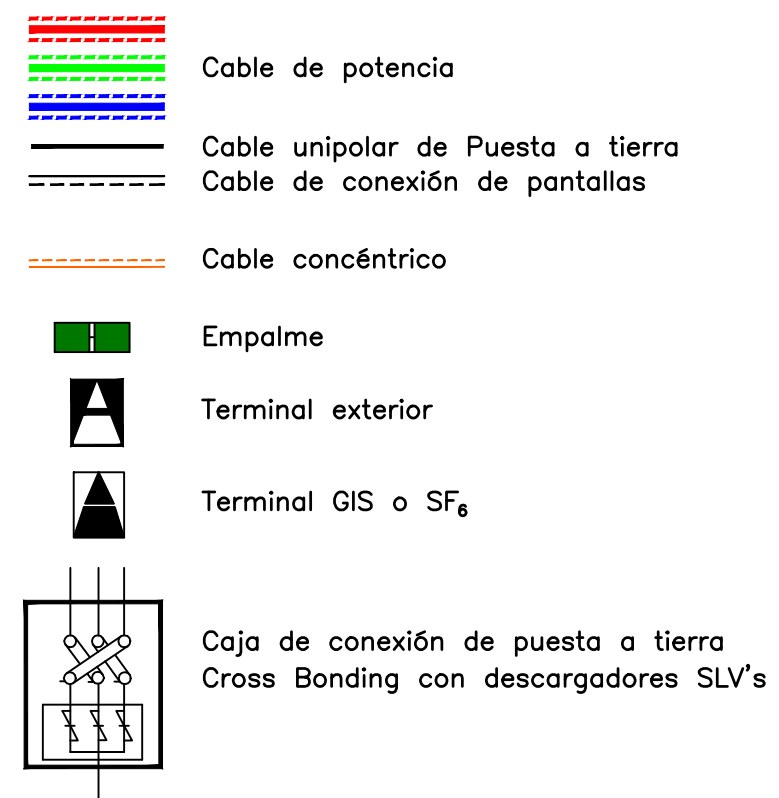 Cable de potencia
Cable unipolar de Puesta a tierra
Cable de conexión de pantallas
Cable concéntrico
Empalme
Terminal exterior
Terminal GIS o SF₆
Caja de conexión de puesta a tierra
Cross Bonding con descargadores SLV's